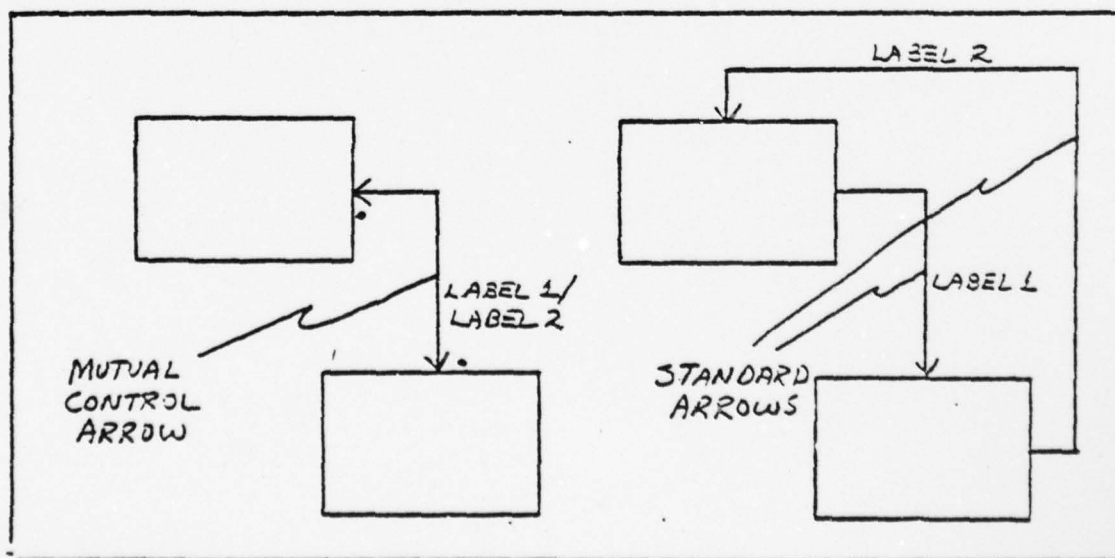 LABEL 2
LABEL 1/
LABEL 2
LABEL 1
MUTUAL
CONTROL
ARROW
STANDARD
ARROWS